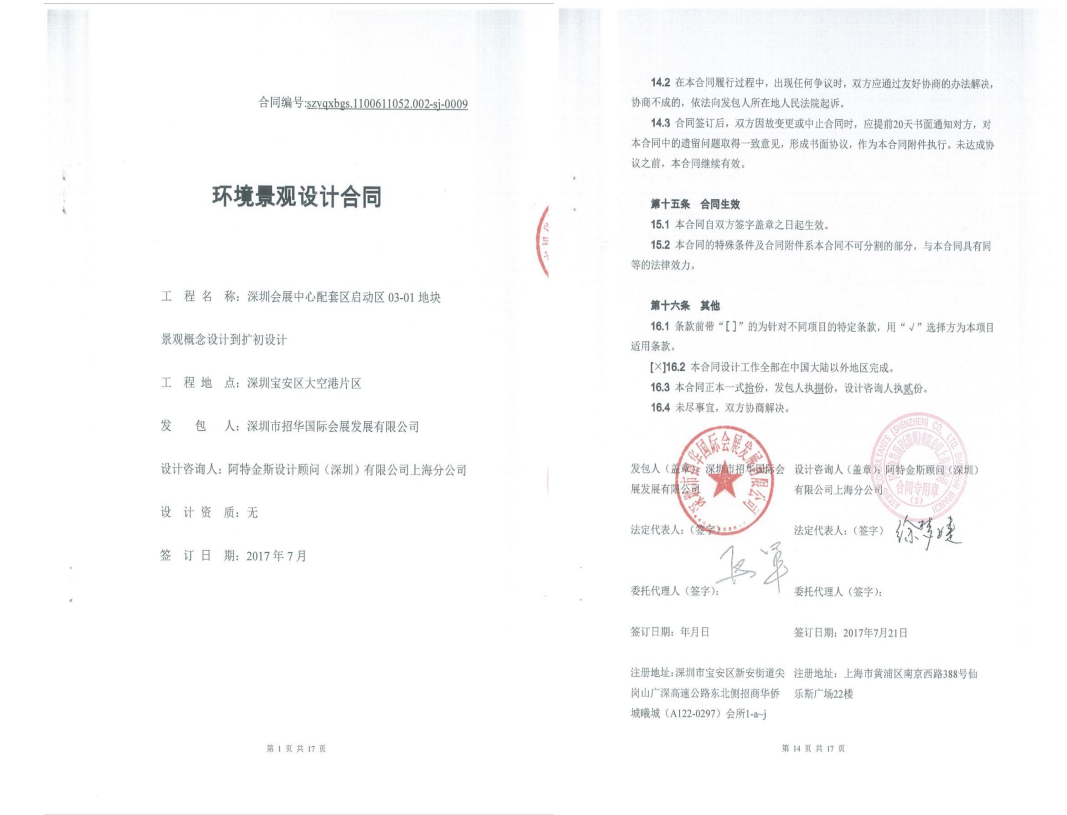 合同编号:szvqxbgs.1100611052.002-sj-0009
环境景观设计合同
工 程 名 称：深圳会展中心配套区启动区 03-01 地块
景观概念设计到扩初设计
工 程 地 点：深圳宝安区大空港片区
发 包 人：深圳市招华国际会展发展有限公司
设计咨询人：阿特金斯设计顾问（深圳）有限公司上海分公司
设 计 资 质：无
签 订 日 期：2017 年 7 月
第 1 页 共 17 页
14.2 在本合同履行过程中，出现任何争议时，双方应通过友好协商的办法解决，
协商不成的，依法向发包人所在地人民法院起诉。
14.3 合同签订后，双方因故变更或中止合同时，应提前20天书面通知对方，对
本合同中的遗留问题取得一致意见，形成书面协议，作为本合同附件执行。未达成协
议之前，本合同继续有效。
第十五条 合同生效
15.1 本合同自双方签字盖章之日起生效。
15.2 本合同的特殊条件及合同附件系本合同不可分割的部分，与本合同具有同
等的法律效力。
第十六条 其他
16.1 条款前带“[ ]”的为针对不同项目的特定条款，用“√”选择方为本项目
适用条款。
[×]16.2 本合同设计工作全部在中国大陆以外地区完成。
16.3 本合同正本一式拾份，发包人执捌份，设计咨询人执贰份。
16.4 未尽事宜，双方协商解决。
发包人（盖章）：深圳市招华国际会
展发展有限公司
深圳市招华国际会展发展有限公司
法定代表人：（签字）
委托代理人（签字）：
签订日期：年月日
注册地址：深圳市宝安区新安街道尖
岗山广深高速公路东北侧招商华侨
城曦城（A122-0297）会所1-a~j
设计咨询人（盖章）：阿特金斯顾问（深圳）
有限公司上海分公司
合同专用章
法定代表人：（签字）徐梦婕
委托代理人（签字）：
签订日期：2017年7月21日
注册地址：上海市黄浦区南京西路388号仙
乐斯广场22楼
第 14 页 共 17 页